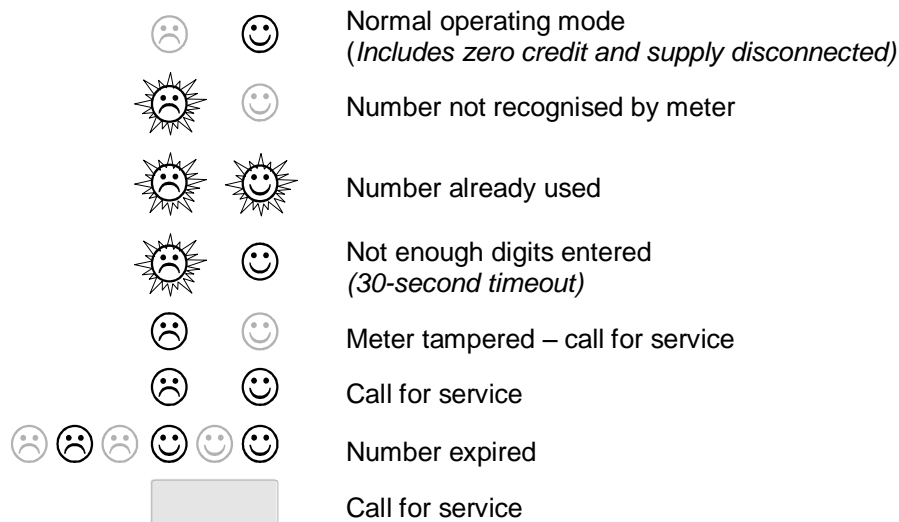 Normal operating mode
(Includes zero credit and supply disconnected)
Number not recognised by meter
Number already used
Not enough digits entered
(30-second timeout)
Meter tampered – call for service
Call for service
Number expired
Call for service